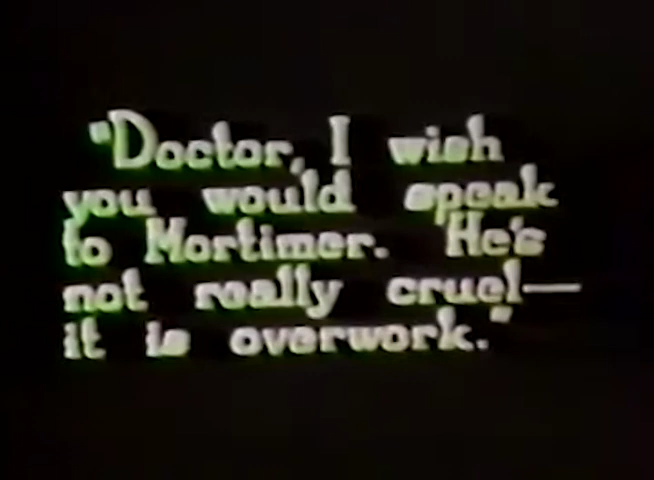 "Doctor, I wish
you would speak
to Mortimer. He's
not really cruel—
it is overwork."